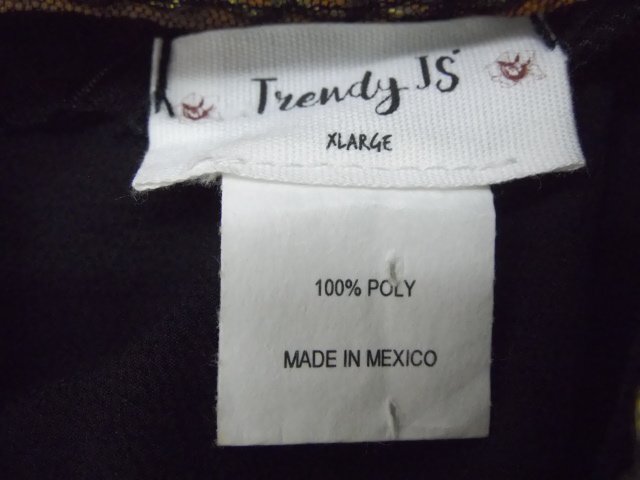 Trendy JS
XLARGE
100% POLY
MADE IN MEXICO